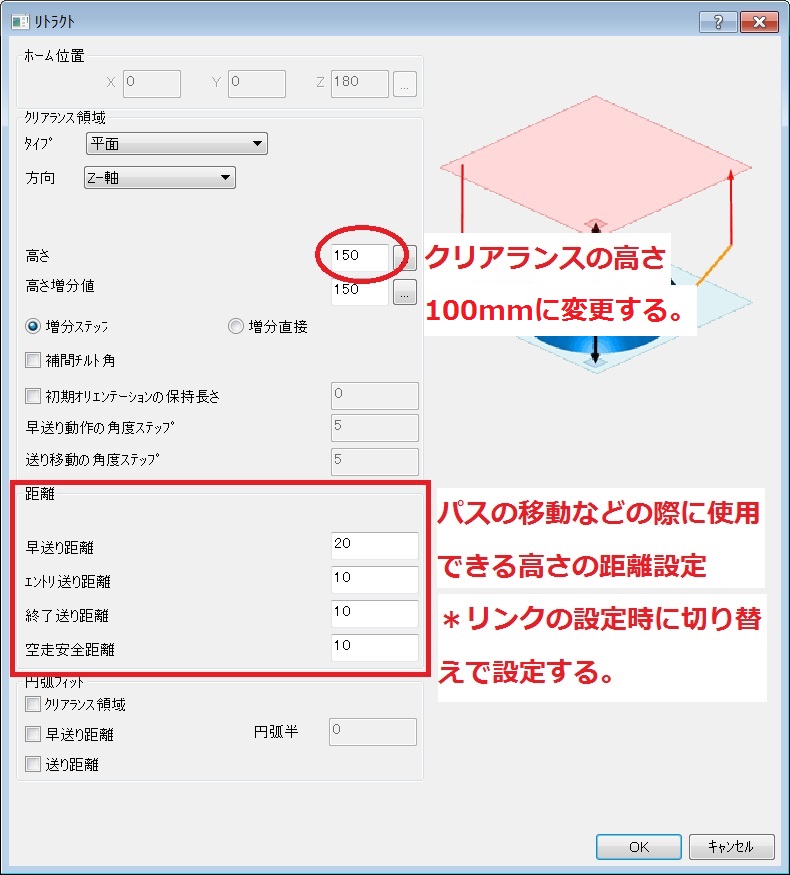 リトラクト
ホーム位置
X 0 Y 0 Z 180 ...
クリアランス領域
タイプ 平面
方向 Z-軸
高さ 150
クリアランスの高さ
高さ増分値 150 ...
100mmに変更する。
増分ステップ 増分直接
補間チルト角
初期オリエンテーションの保持長さ 0
早送り動作の角度ステップ 5
送り移動の角度ステップ 5
距離
パスの移動などの際に使用
できる高さの距離設定
早送り距離 20
エントリ送り距離 10
終了送り距離 10
空走安全距離 10
＊リンクの設定時に切り替
えで設定する。
円弧フィット
クリアランス領域
早送り距離 円弧半 0
送り距離
OK キャンセル